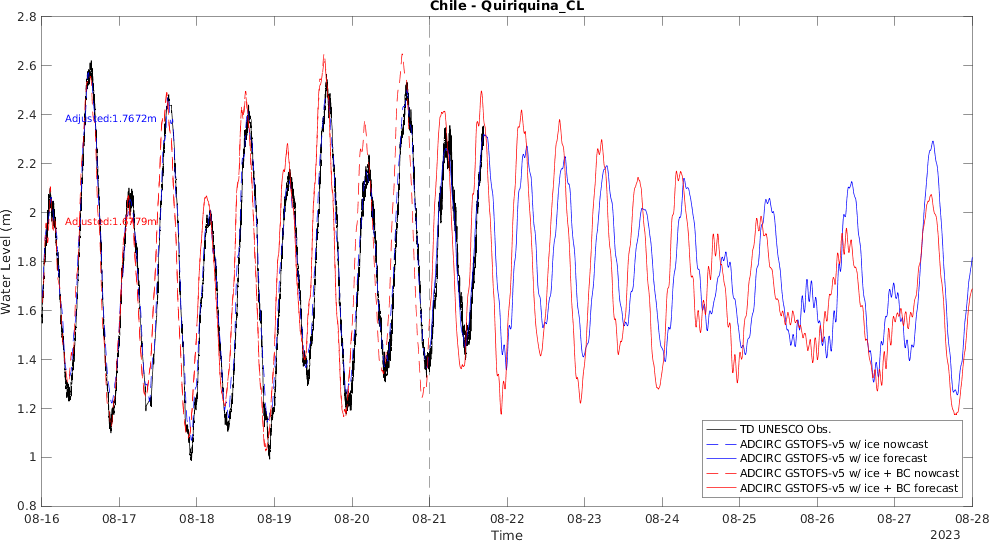 Chile - Quiriquina_CL
2.8
2.6
2.4
2.2
2
1.8
1.6
1.4
1.2
1
0.8
Water Level (m)
Adjusted:1.7672m
Adjusted:1.6779m
TD UNESCO Obs.
ADCIRC GSTOFS-v5 w/ ice nowcast
ADCIRC GSTOFS-v5 w/ ice forecast
ADCIRC GSTOFS-v5 w/ ice + BC nowcast
ADCIRC GSTOFS-v5 w/ ice + BC forecast
08-16 08-17 08-18 08-19 08-20 08-21 08-22 08-23 08-24 08-25 08-26 08-27 08-28
Time
2023